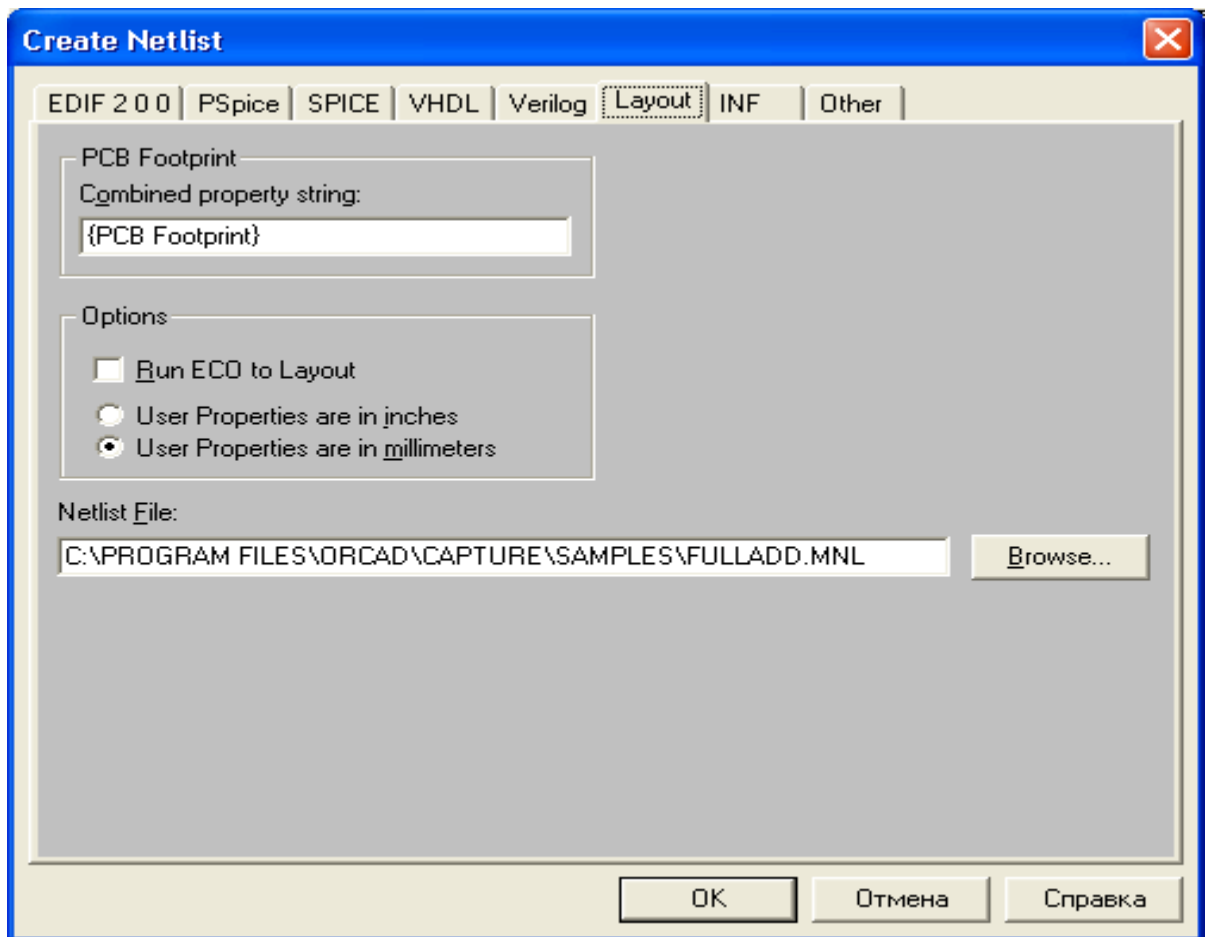 Create Netlist
EDIF 2 0 0 PSpice SPICE VHDL Verilog Layout INF Other
PCB Footprint
Combined property string:
{PCB Footprint}
Options
Run ECO to Layout
User Properties are in inches
User Properties are in millimeters
Netlist File:
C:\PROGRAM FILES\ORCAD\CAPTURE\SAMPLES\FULLADD.MNL Browse...
OK Отмена Справка